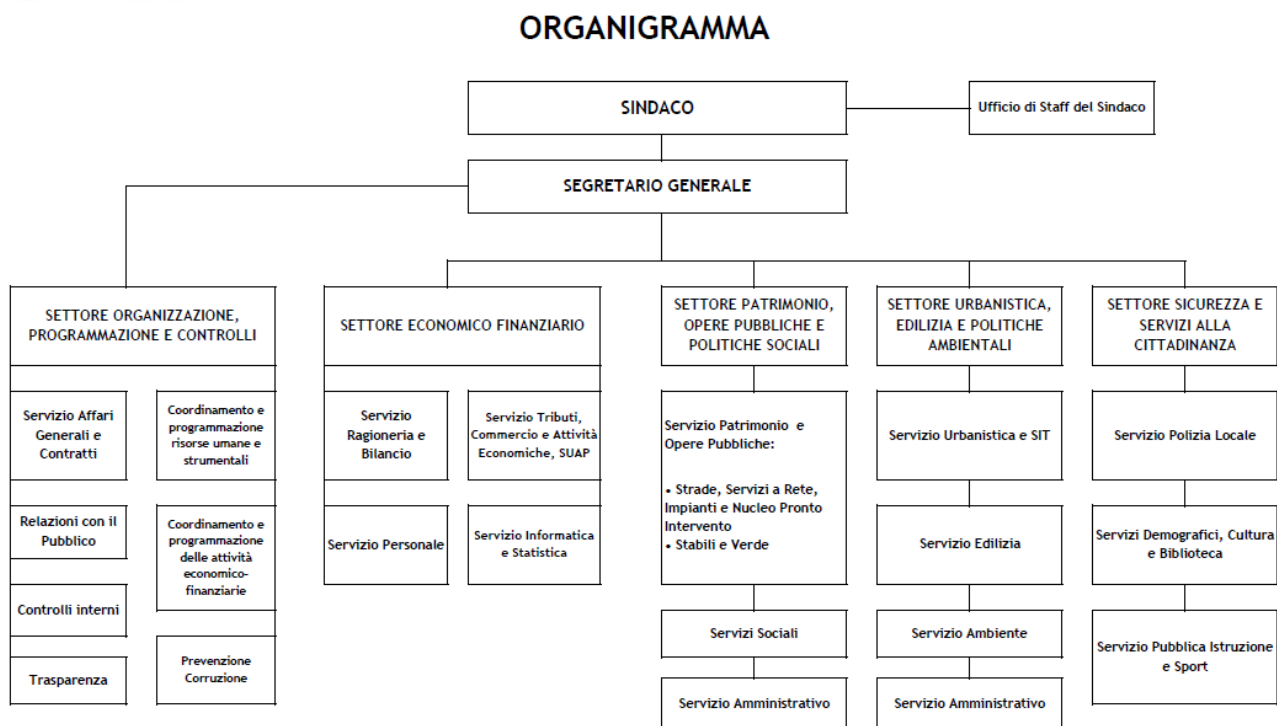 ORGANIGRAMMA
SINDACO
Ufficio di Staff del Sindaco
SEGRETARIO GENERALE
SETTORE ORGANIZZAZIONE,
PROGRAMMAZIONE E CONTROLLI
SETTORE ECONOMICO FINANZIARIO
SETTORE PATRIMONIO,
OPERE PUBBLICHE E
POLITICHE SOCIALI
SETTORE URBANISTICA,
EDILIZIA E POLITICHE
AMBIENTALI
SETTORE SICUREZZA E
SERVIZI ALLA
CITTADINANZA
Servizio Affari
Generali e
Contratti
Coordinamento e
programmazione
risorse umane e
strumentali
Relazioni con il
Pubblico
Coordinamento e
programmazione
delle attività
economico-
finanziarie
Controlli interni
Trasparenza
Prevenzione
Corruzione
Servizio
Ragioneria e
Bilancio
Servizio Tributi,
Commercio e Attività
Economiche, SUAP
Servizio Personale
Servizio Informatica
e Statistica
Servizio Patrimonio e
Opere Pubbliche:
• Strade, Servizi a Rete,
Impianti e Nucleo Pronto
Intervento
• Stabili e Verde
Servizi Sociali
Servizio Amministrativo
Servizio Urbanistica e SIT
Servizio Edilizia
Servizio Ambiente
Servizio Amministrativo
Servizio Polizia Locale
Servizi Demografici, Cultura
e Biblioteca
Servizio Pubblica Istruzione
e Sport